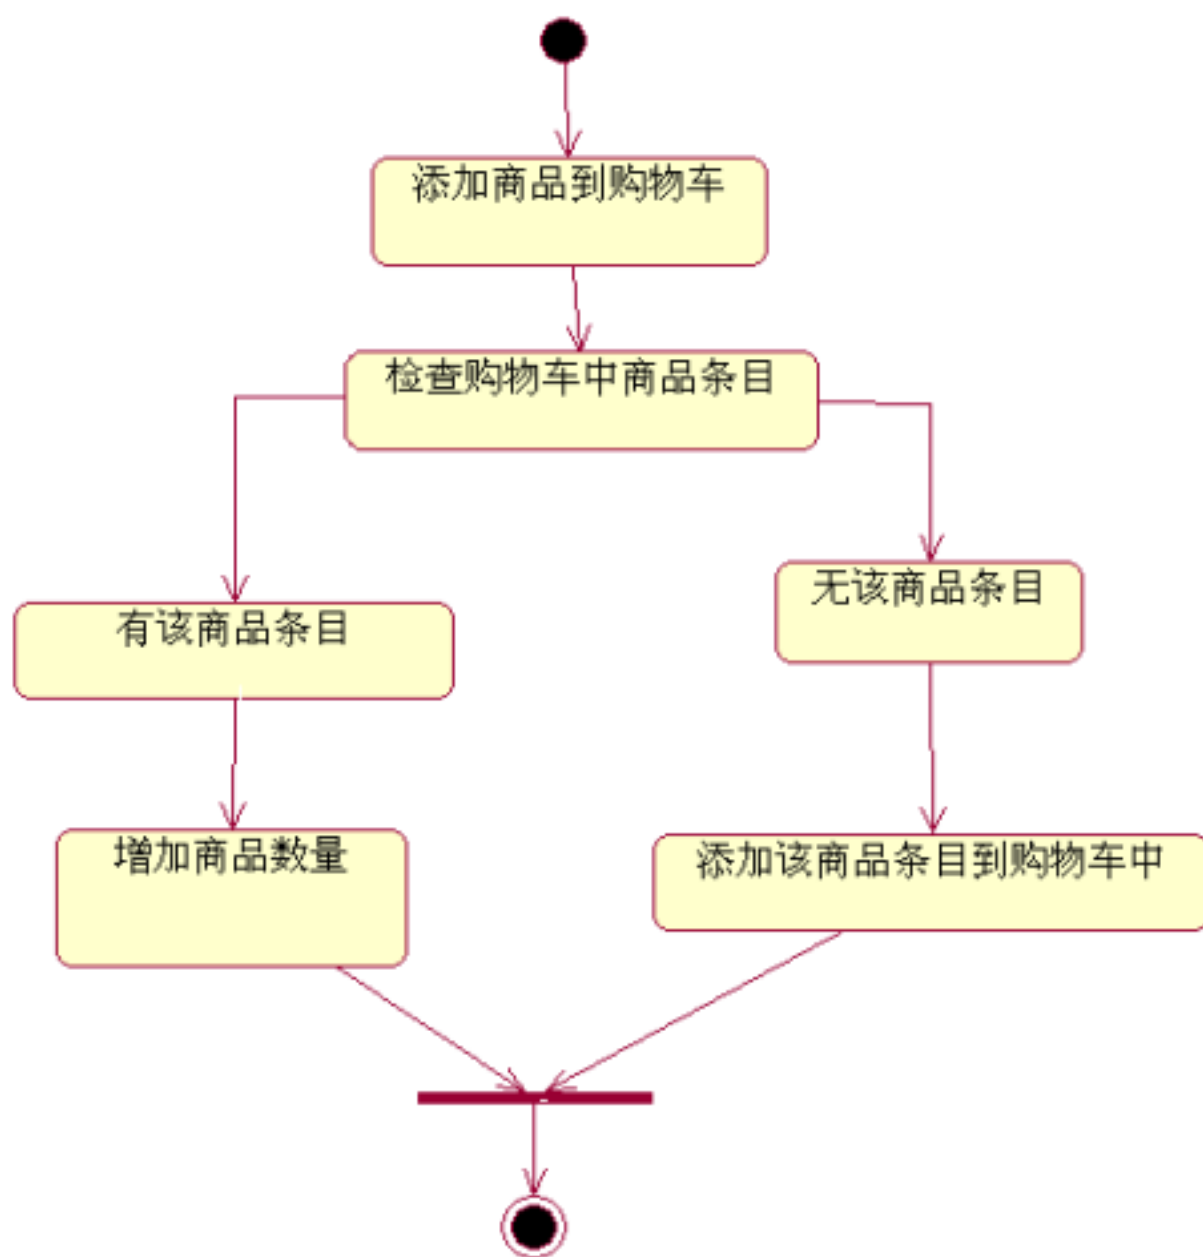 添加商品到购物车
检查购物车中商品条目
无该商品条目
有该商品条目
增加商品数量
添加该商品条目到购物车中